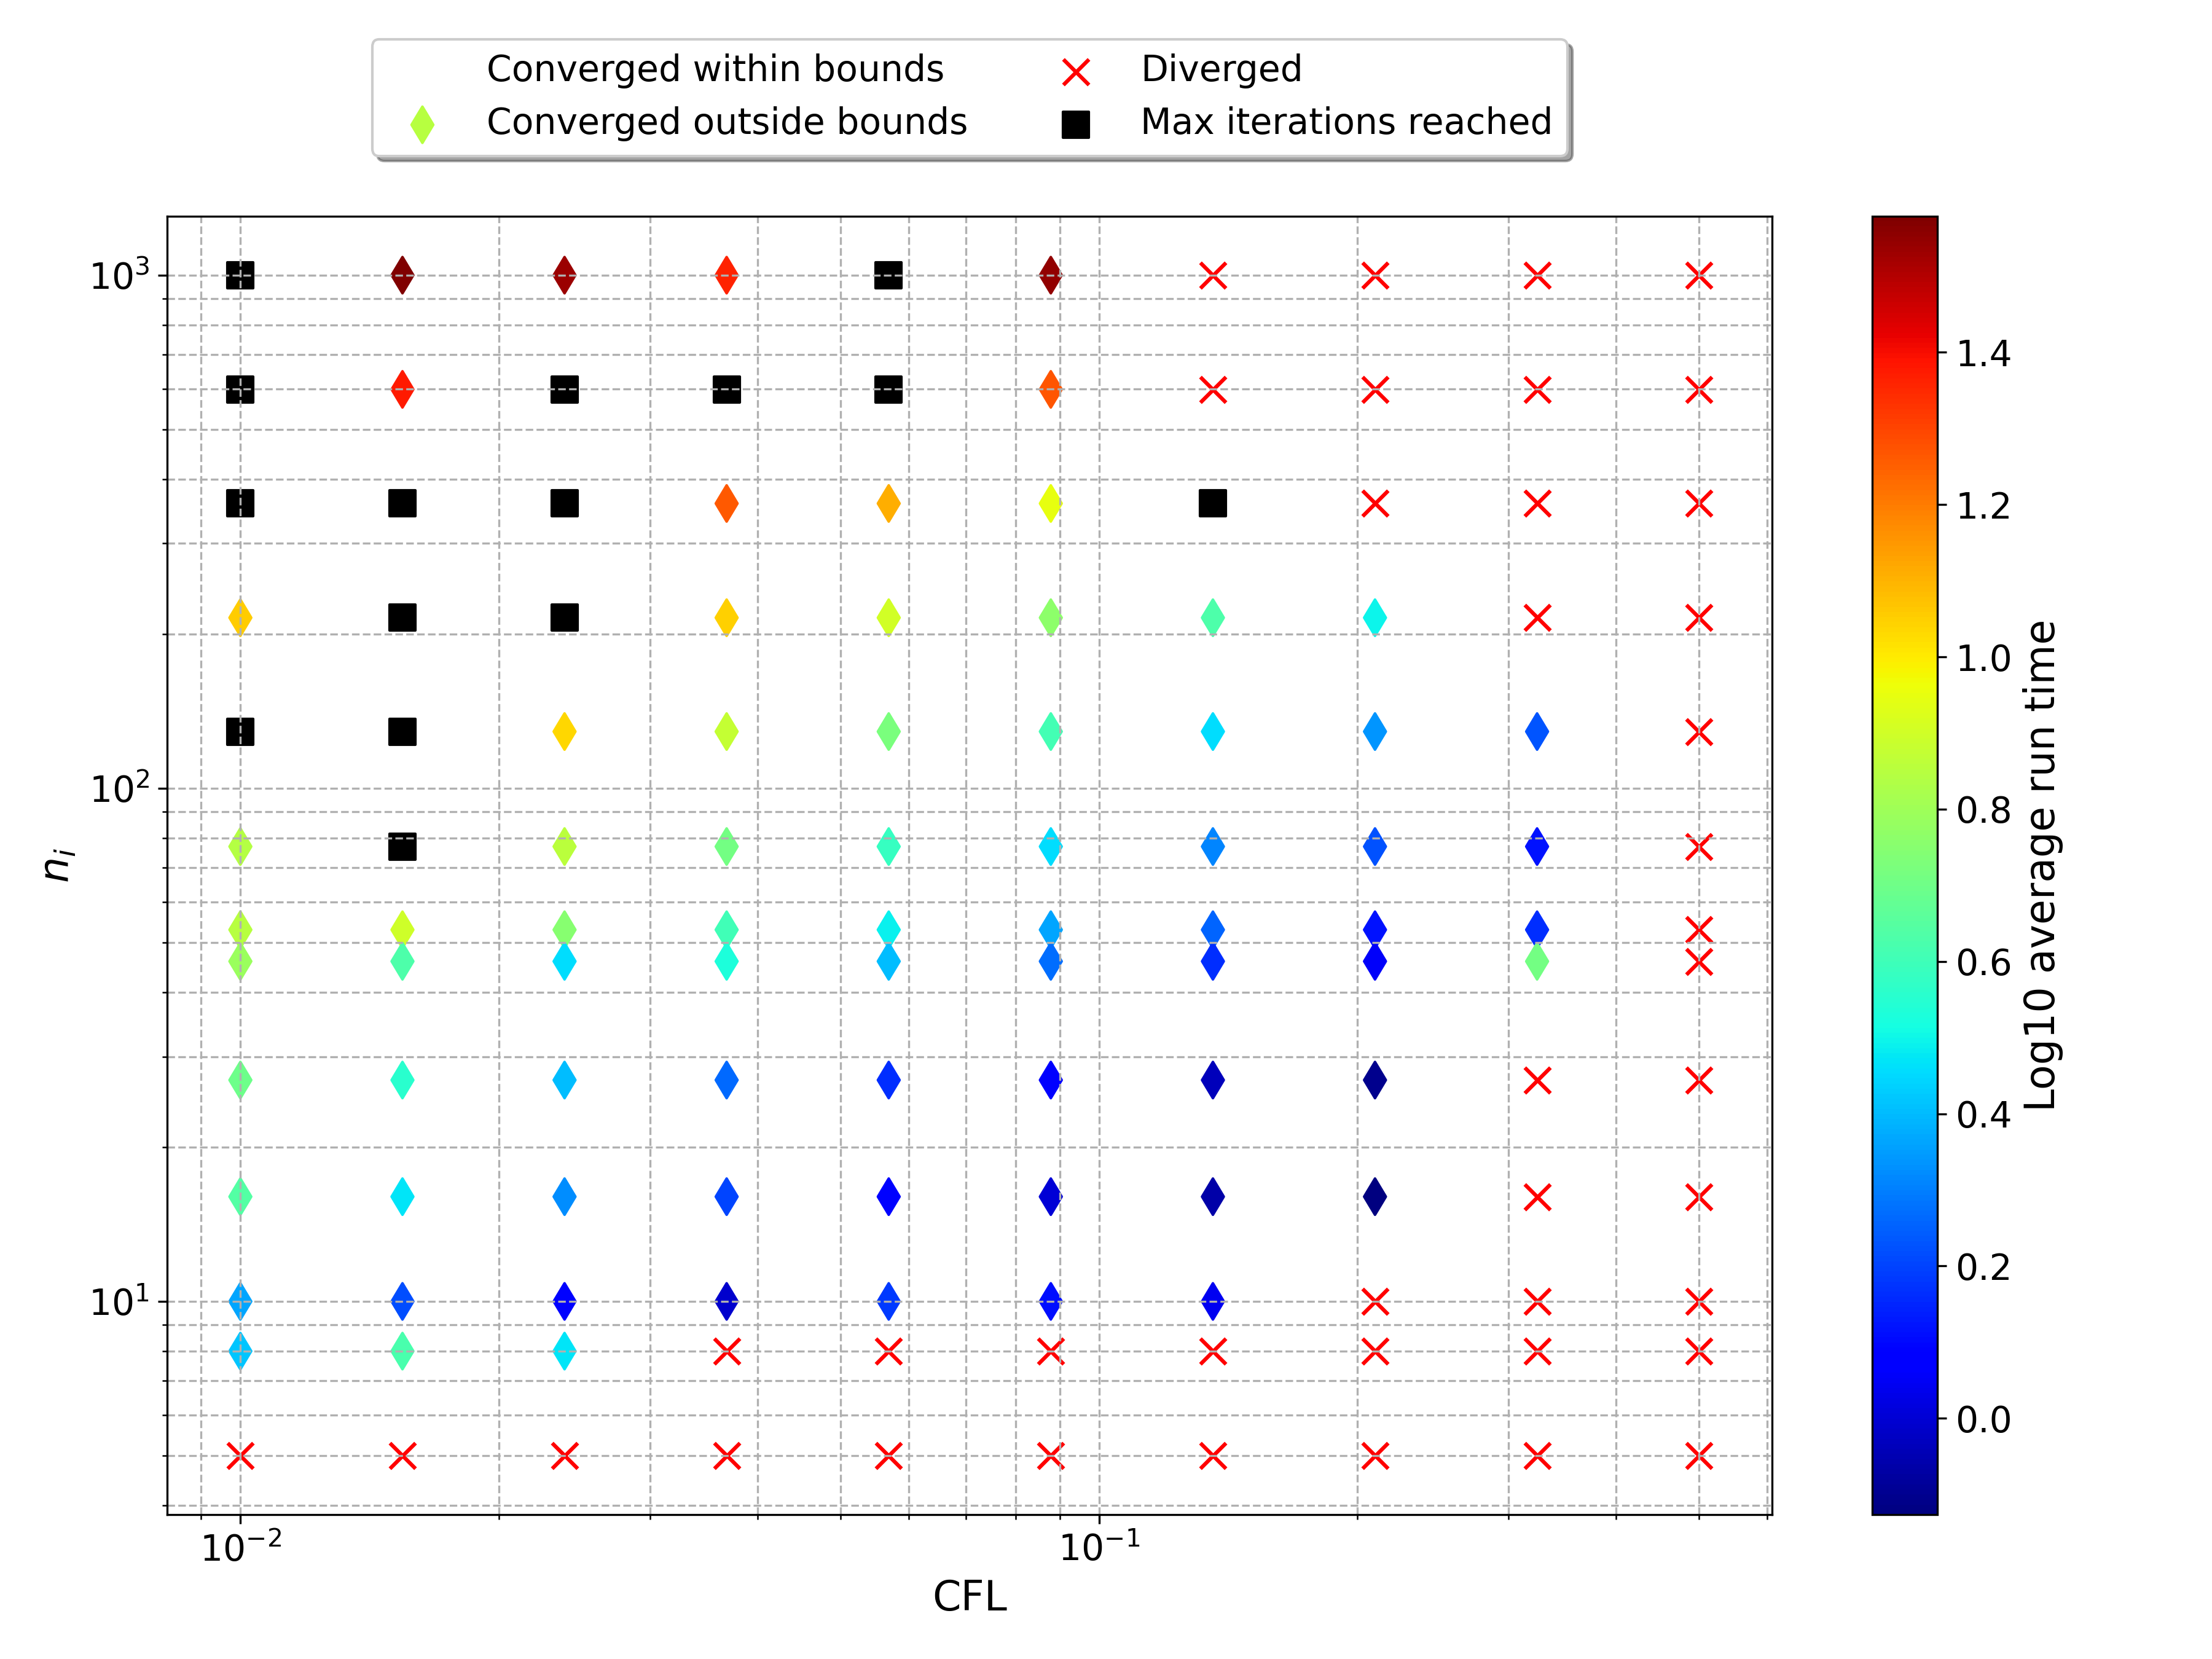 Converged within bounds
Diverged
Converged outside bounds
Max iterations reached
10³
10²
10¹
nᵢ
10⁻²
10⁻¹
CFL
1.4
1.2
1.0
0.8
0.6
0.4
0.2
0.0
Log10 average run time